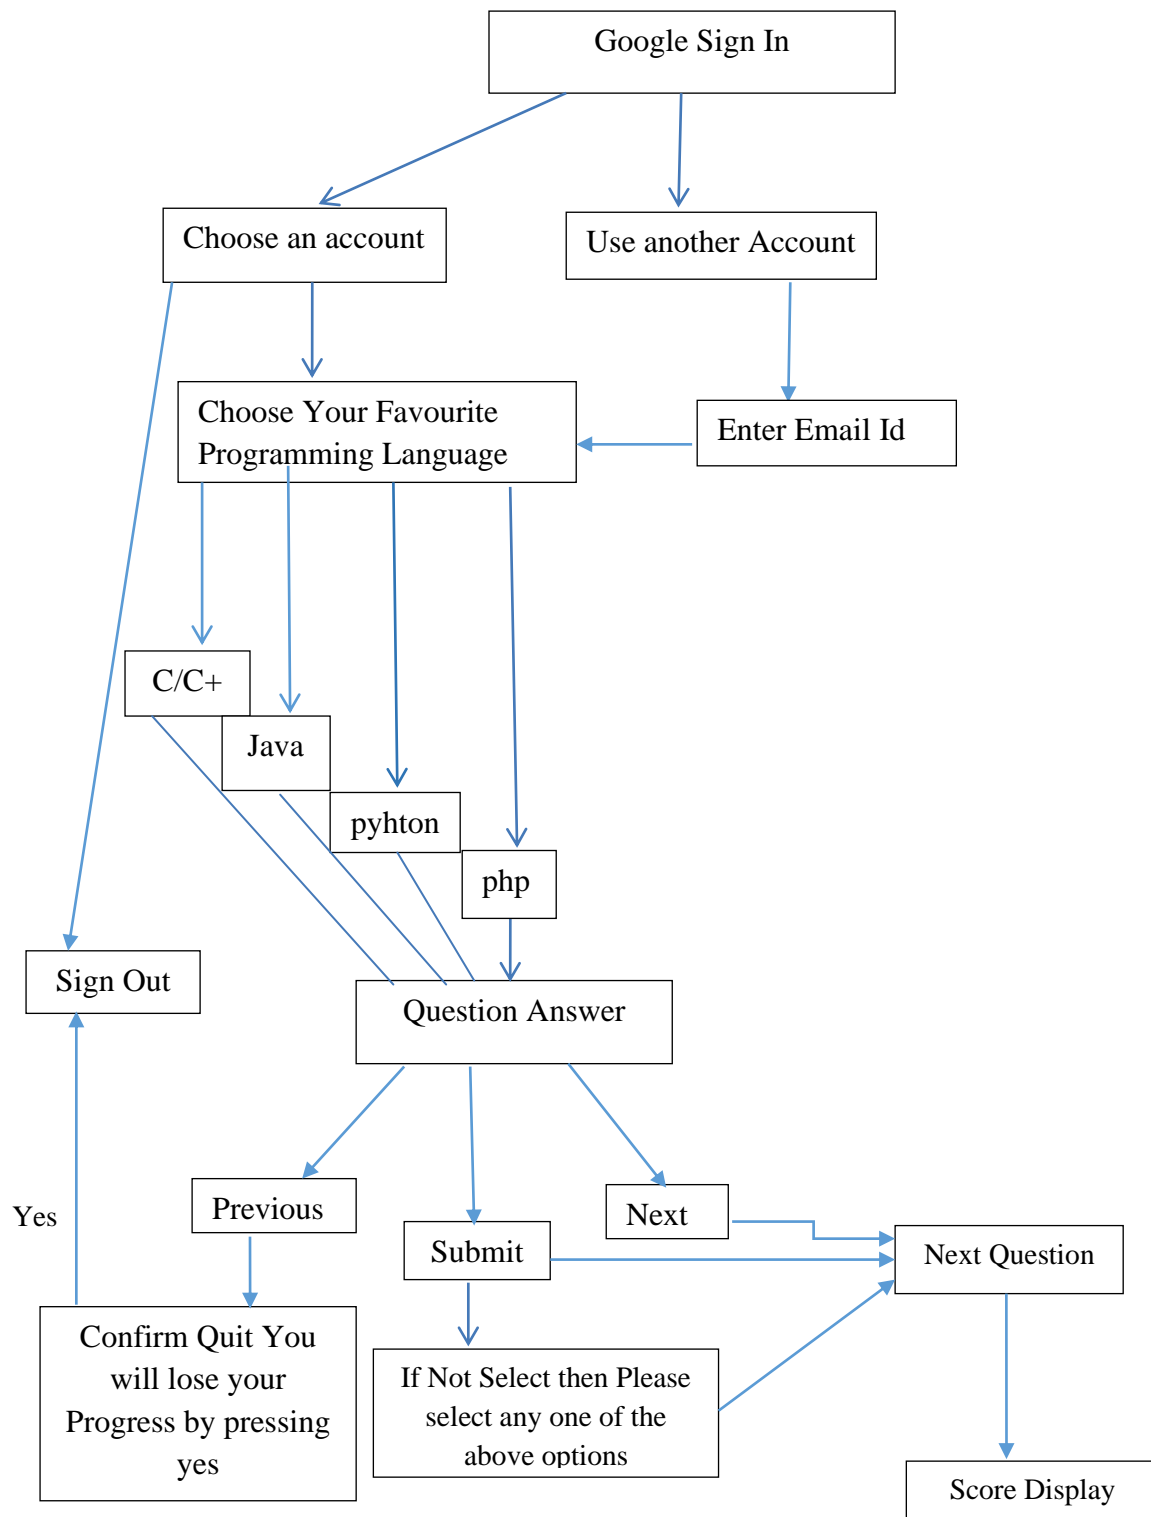 Google Sign In
Choose an account
Use another Account
Choose Your Favourite
Programming Language
Enter Email Id
C/C+
Java
pyhton
php
Sign Out
Question Answer
Yes
Previous
Next
Submit
Next Question
Confirm Quit You
will lose your
Progress by pressing
yes
If Not Select then Please
select any one of the
above options
Score Display